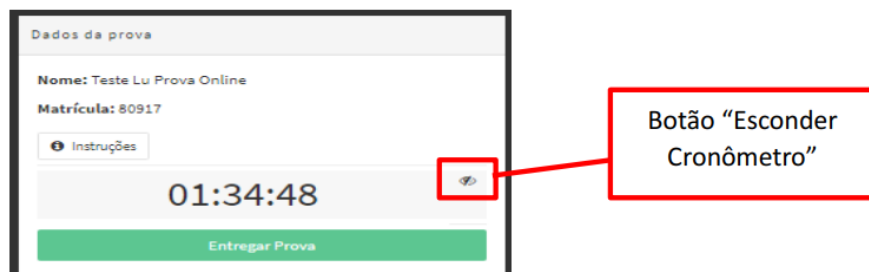 Dados da prova
Nome: Teste Lu Prova Online
Matrícula: 80917
Instruções
01:34:48
Entregar Prova
Botão “Esconder
Cronômetro”